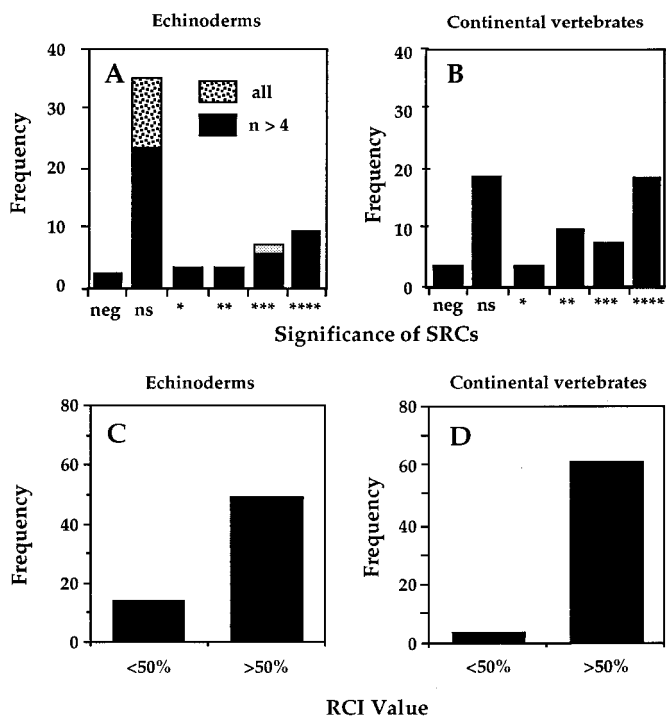 Echinoderms
40
30
20
10
0
Frequency
A
all
n > 4
neg ns * ** *** ****
Continental vertebrates
40
30
20
10
0
Frequency
B
neg ns * ** *** ****
Significance of SRCs
Echinoderms
80
60
40
20
0
Frequency
C
<50% >50%
Continental vertebrates
80
60
40
20
0
Frequency
D
<50% >50%
RCI Value